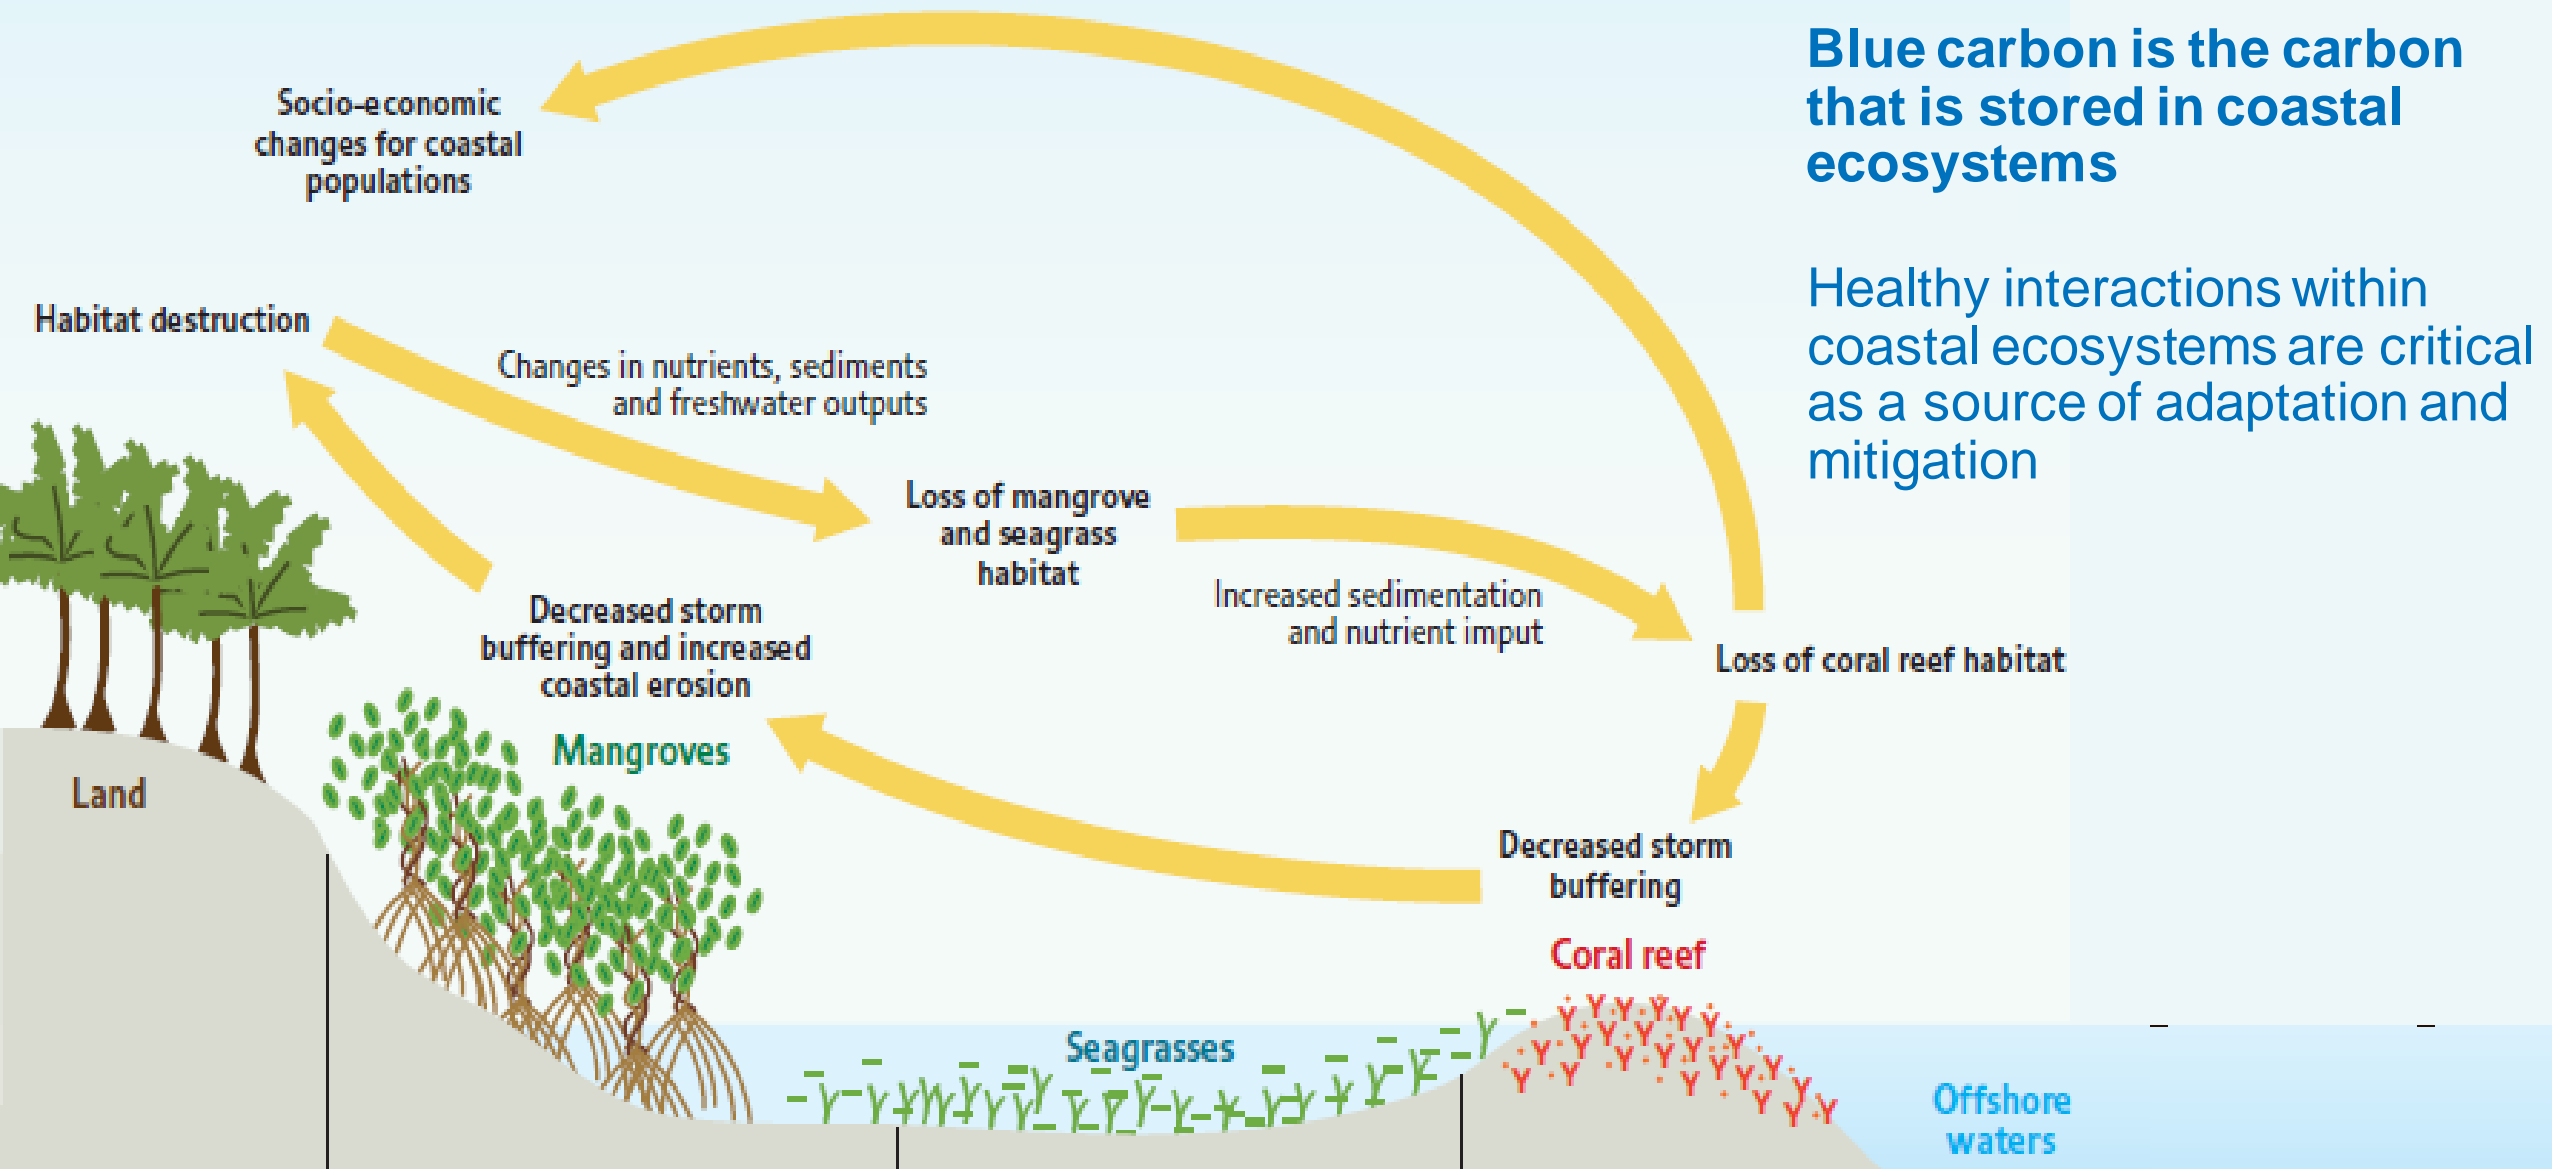 Blue carbon is the carbon
that is stored in coastal
ecosystems
Healthy interactions within
coastal ecosystems are critical
as a source of adaptation and
mitigation
Socio-economic
changes for coastal
populations
Habitat destruction
Changes in nutrients, sediments
and freshwater outputs
Loss of mangrove
and seagrass
habitat
Increased sedimentation
and nutrient imput
Loss of coral reef habitat
Decreased storm
buffering and increased
coastal erosion
Mangroves
Land
Decreased storm
buffering
Coral reef
Seagrasses
Offshore
waters